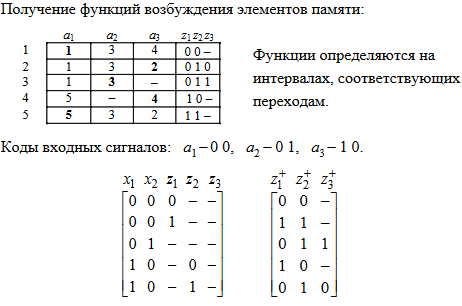 Получение функций возбуждения элементов памяти:
a₁ a₂ a₃ z₁ z₂ z₃
1 1 3 4 0 0 –
2 1 3 2 0 1 0
3 1 3 – 0 1 1
4 5 – 4 1 0 –
5 5 3 2 1 1 –
Функции определяются на
интервалах, соответствующих
переходам.
Коды входных сигналов: a₁ – 0 0, a₂ – 0 1, a₃ – 1 0.
x₁ x₂ z₁ z₂ z₃ z₁⁺ z₂⁺ z₃⁺
0 0 0 – – 0 0 –
0 0 1 – – 1 1 –
0 1 – – – 0 1 1
1 0 – 0 – 1 0 –
1 0 – 1 – 0 1 0